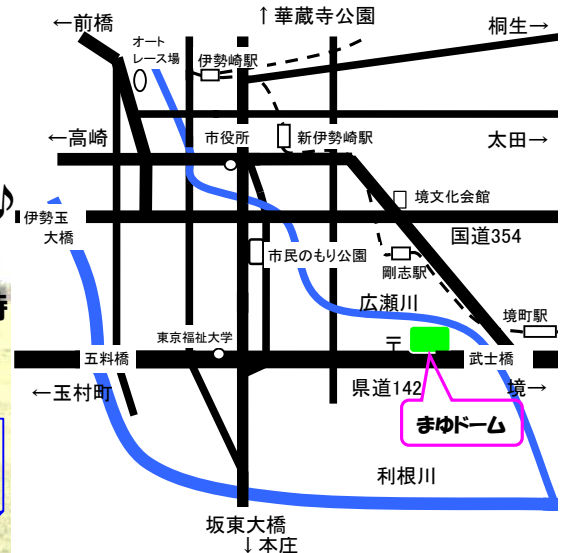 ↑華蔵寺公園
←前橋
桐生→
オート
レース場
伊勢崎駅
←高崎
市役所
新伊勢崎駅
太田→
♪
境文化会館
伊勢玉
大橋
国道354
市民のもり公園
剛志駅
広瀬川
境町駅
東京福祉大学
〒
五料橋
武士橋
←玉村町
県道142
境→
まゆドーム
利根川
坂東大橋
↓本庄